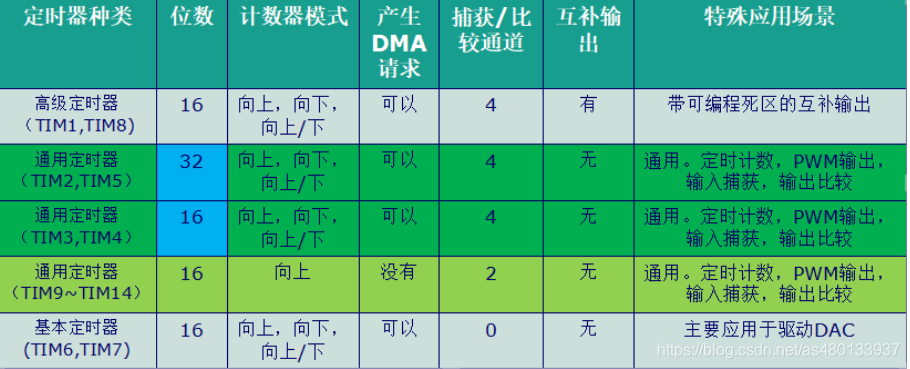 定时器种类 位数 计数器模式 产生DMA请求 捕获/比较通道 互补输出 特殊应用场景
高级定时器（TIM1,TIM8) 16 向上，向下，向上/下 可以 4 有 带可编程死区的互补输出
通用定时器（TIM2,TIM5） 32 向上，向下，向上/下 可以 4 无 通用。定时计数，PWM输出，输入捕获，输出比较
通用定时器（TIM3,TIM4） 16 向上，向下，向上/下 可以 4 无 通用。定时计数，PWM输出，输入捕获，输出比较
通用定时器（TIM9~TIM14） 16 向上 没有 2 无 通用。定时计数，PWM输出，输入捕获，输出比较
基本定时器(TIM6,TIM7) 16 向上，向下，向上/下 可以 0 无 主要应用于驱动DAC
https://blog.csdn.net/as480133937